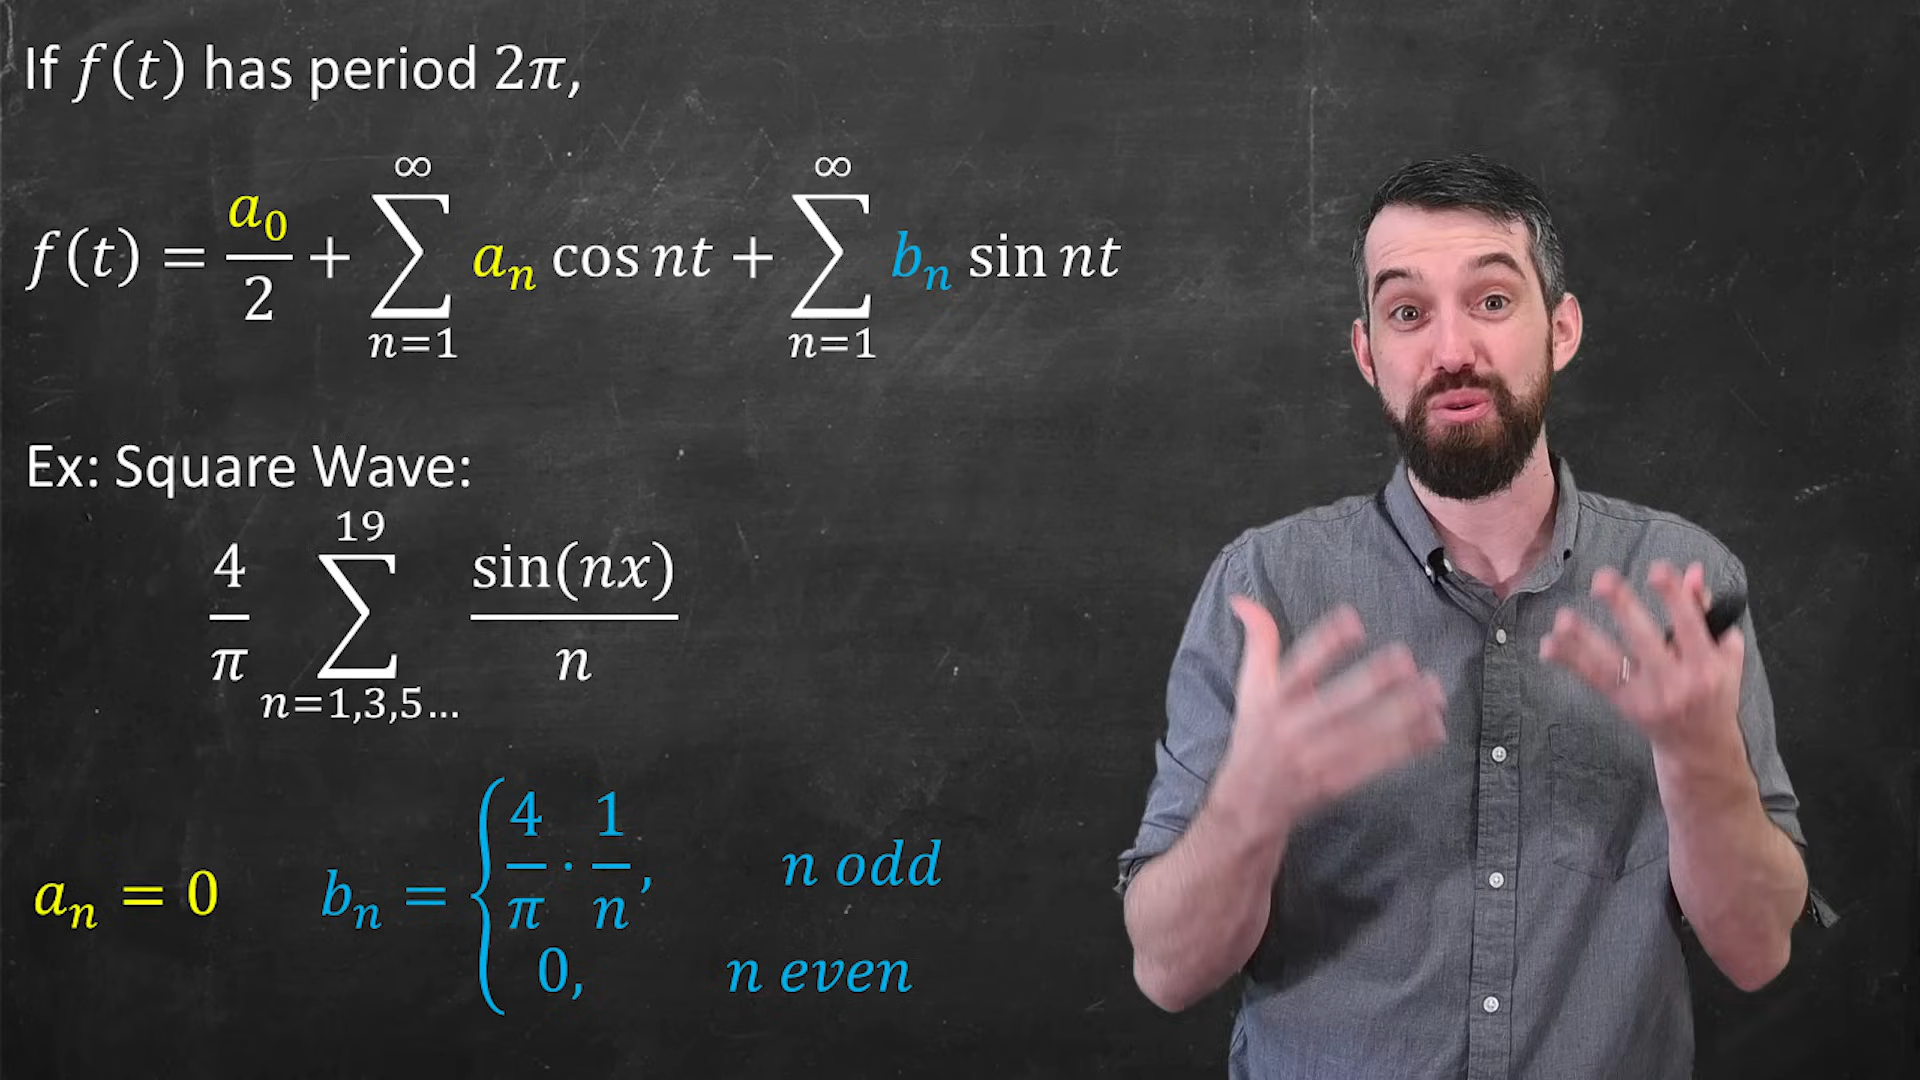 If f(t) has period 2π,
f(t) = a₀/2 + ∑_{n=1}^{∞} aₙ cos nt + ∑_{n=1}^{∞} bₙ sin nt
Ex: Square Wave:
4/π ∑_{n=1,3,5…}^{19} sin(nx)/n
aₙ = 0 bₙ = { 4/π · 1/n, n odd
0, n even